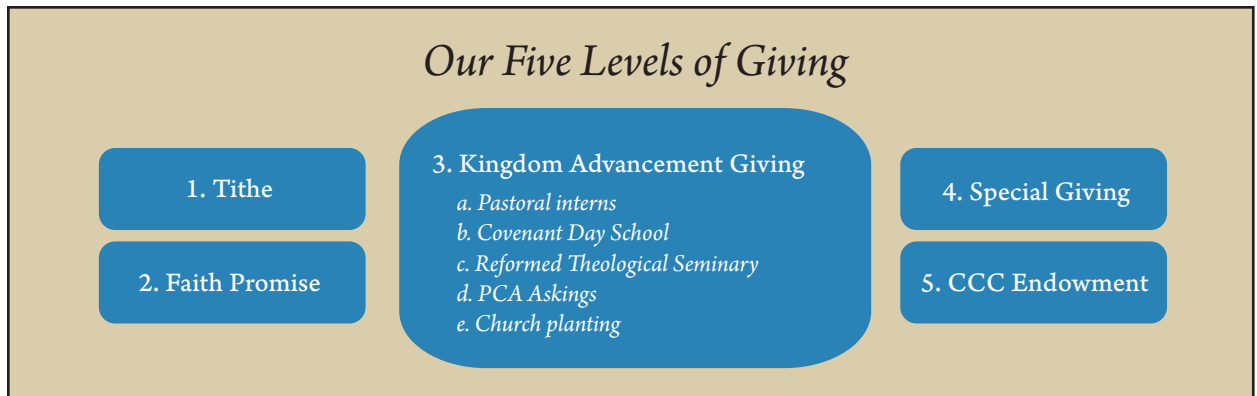 Our Five Levels of Giving
1. Tithe
2. Faith Promise
3. Kingdom Advancement Giving
a. Pastoral interns
b. Covenant Day School
c. Reformed Theological Seminary
d. PCA Askings
e. Church planting
4. Special Giving
5. CCC Endowment